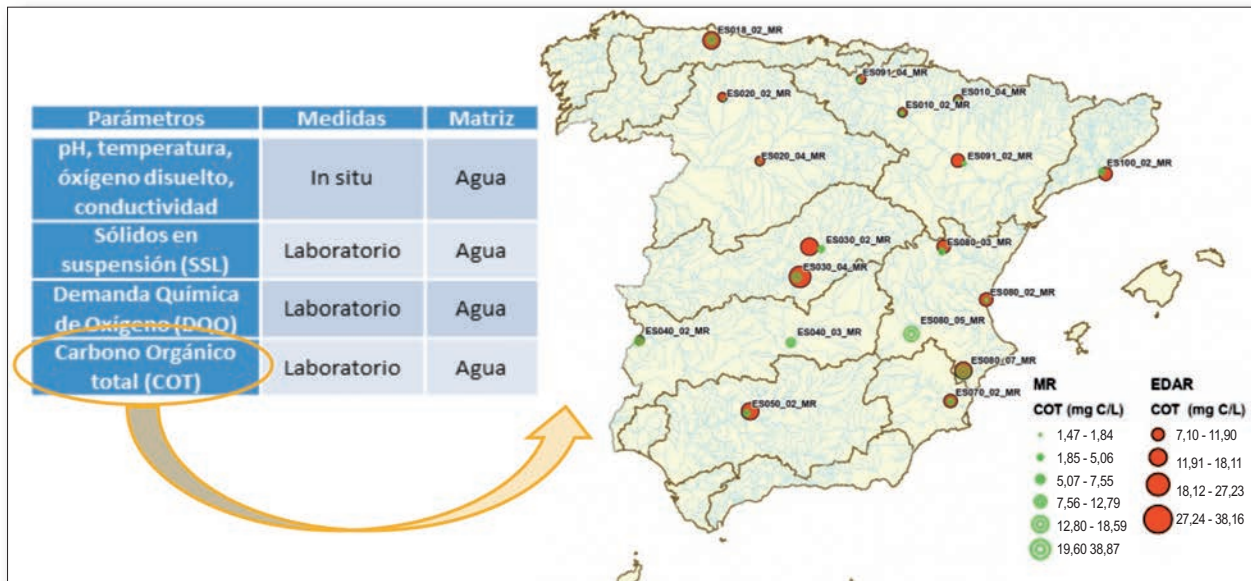 Parámetros Medidas Matriz
pH, temperatura,
óxígeno disuelto,
conductividad
In situ Agua
Sólidos en
suspensión (SSL)
Laboratorio Agua
Demanda Química
de Oxígeno (DQO)
Laboratorio Agua
Carbono Orgánico
total (COT)
Laboratorio Agua
ES018_02_MR
ES091_04_MR
ES020_02_MR
ES010_04_MR
ES010_02_MR
ES020_04_MR
ES091_02_MR
ES100_02_MR
ES030_02_MR
ES080_03_MR
ES030_04_MR
ES080_02_MR
ES040_02_MR
ES040_03_MR
ES080_05_MR
ES080_07_MR
ES070_02_MR
ES050_02_MR
MR EDAR
COT (mg C/L) COT (mg C/L)
1,47 - 1,84 7,10 - 11,90
1,85 - 5,06 11,91 - 18,11
5,07 - 7,55 18,12 - 27,23
7,56 - 12,79 27,24 - 38,16
12,80 - 18,59
19,60 38,87